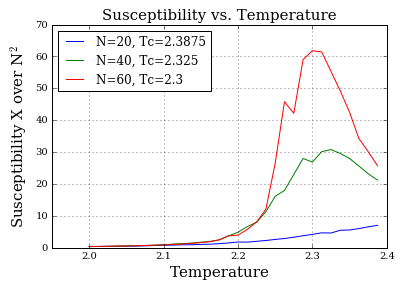 Susceptibility vs. Temperature
Susceptibility X over N²
70
60
50
40
30
20
10
0
N=20, Tc=2.3875
N=40, Tc=2.325
N=60, Tc=2.3
2.0 2.1 2.2 2.3 2.4
Temperature